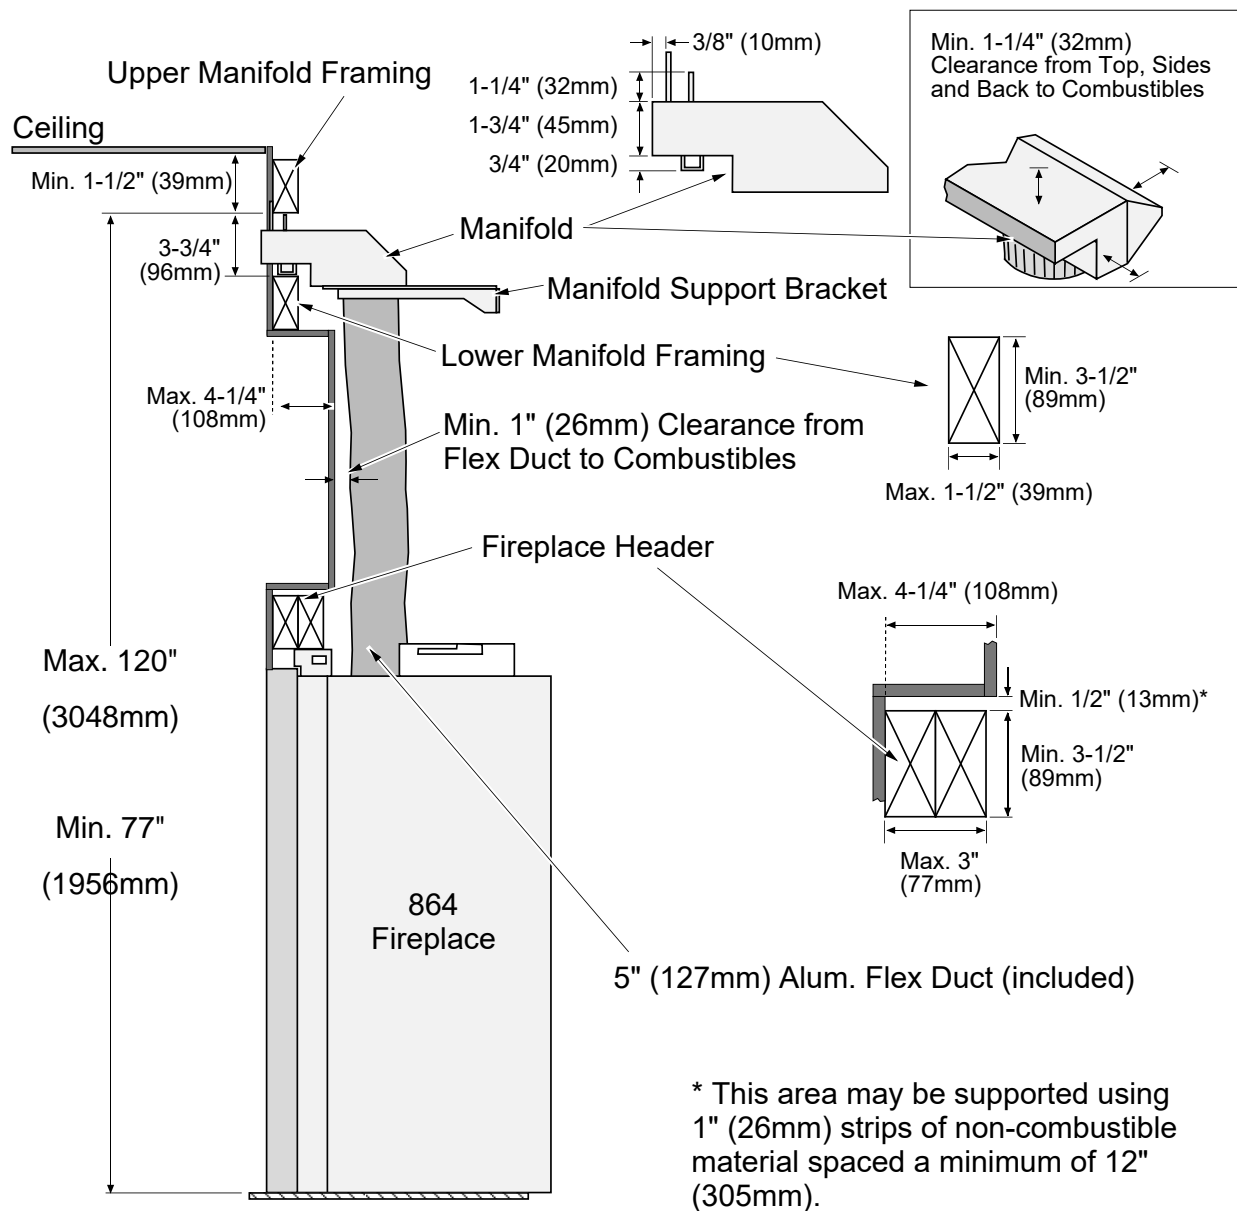 Upper Manifold Framing
Ceiling
Min. 1-1/2" (39mm)
3-3/4"
(96mm)
3/8" (10mm)
1-1/4" (32mm)
1-3/4" (45mm)
3/4" (20mm)
Min. 1-1/4" (32mm)
Clearance from Top, Sides
and Back to Combustibles
Manifold
Manifold Support Bracket
Lower Manifold Framing
Max. 4-1/4"
(108mm)
Min. 3-1/2"
(89mm)
Max. 1-1/2" (39mm)
Min. 1" (26mm) Clearance from
Flex Duct to Combustibles
Fireplace Header
Max. 4-1/4" (108mm)
Min. 1/2" (13mm)*
Min. 3-1/2"
(89mm)
Max. 3"
(77mm)
Max. 120"
(3048mm)
Min. 77"
(1956mm)
864
Fireplace
5" (127mm) Alum. Flex Duct (included)
* This area may be supported using
1" (26mm) strips of non-combustible
material spaced a minimum of 12"
(305mm).